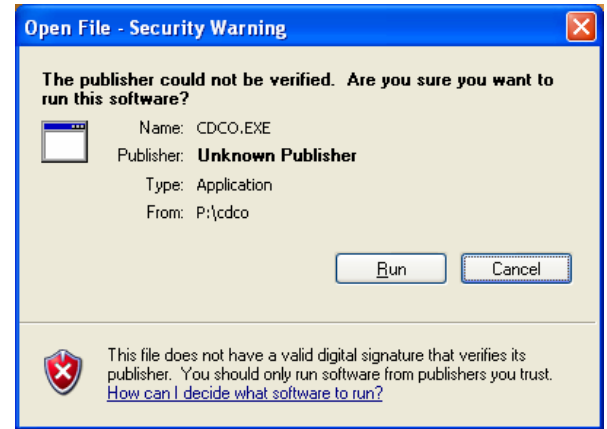 Open File - Security Warning
The publisher could not be verified.  Are you sure you want to
run this software?
Name: CDCO.EXE
Publisher: Unknown Publisher
Type: Application
From: P:\cdco
Run Cancel
This file does not have a valid digital signature that verifies its
publisher.  You should only run software from publishers you trust.
How can I decide what software to run?